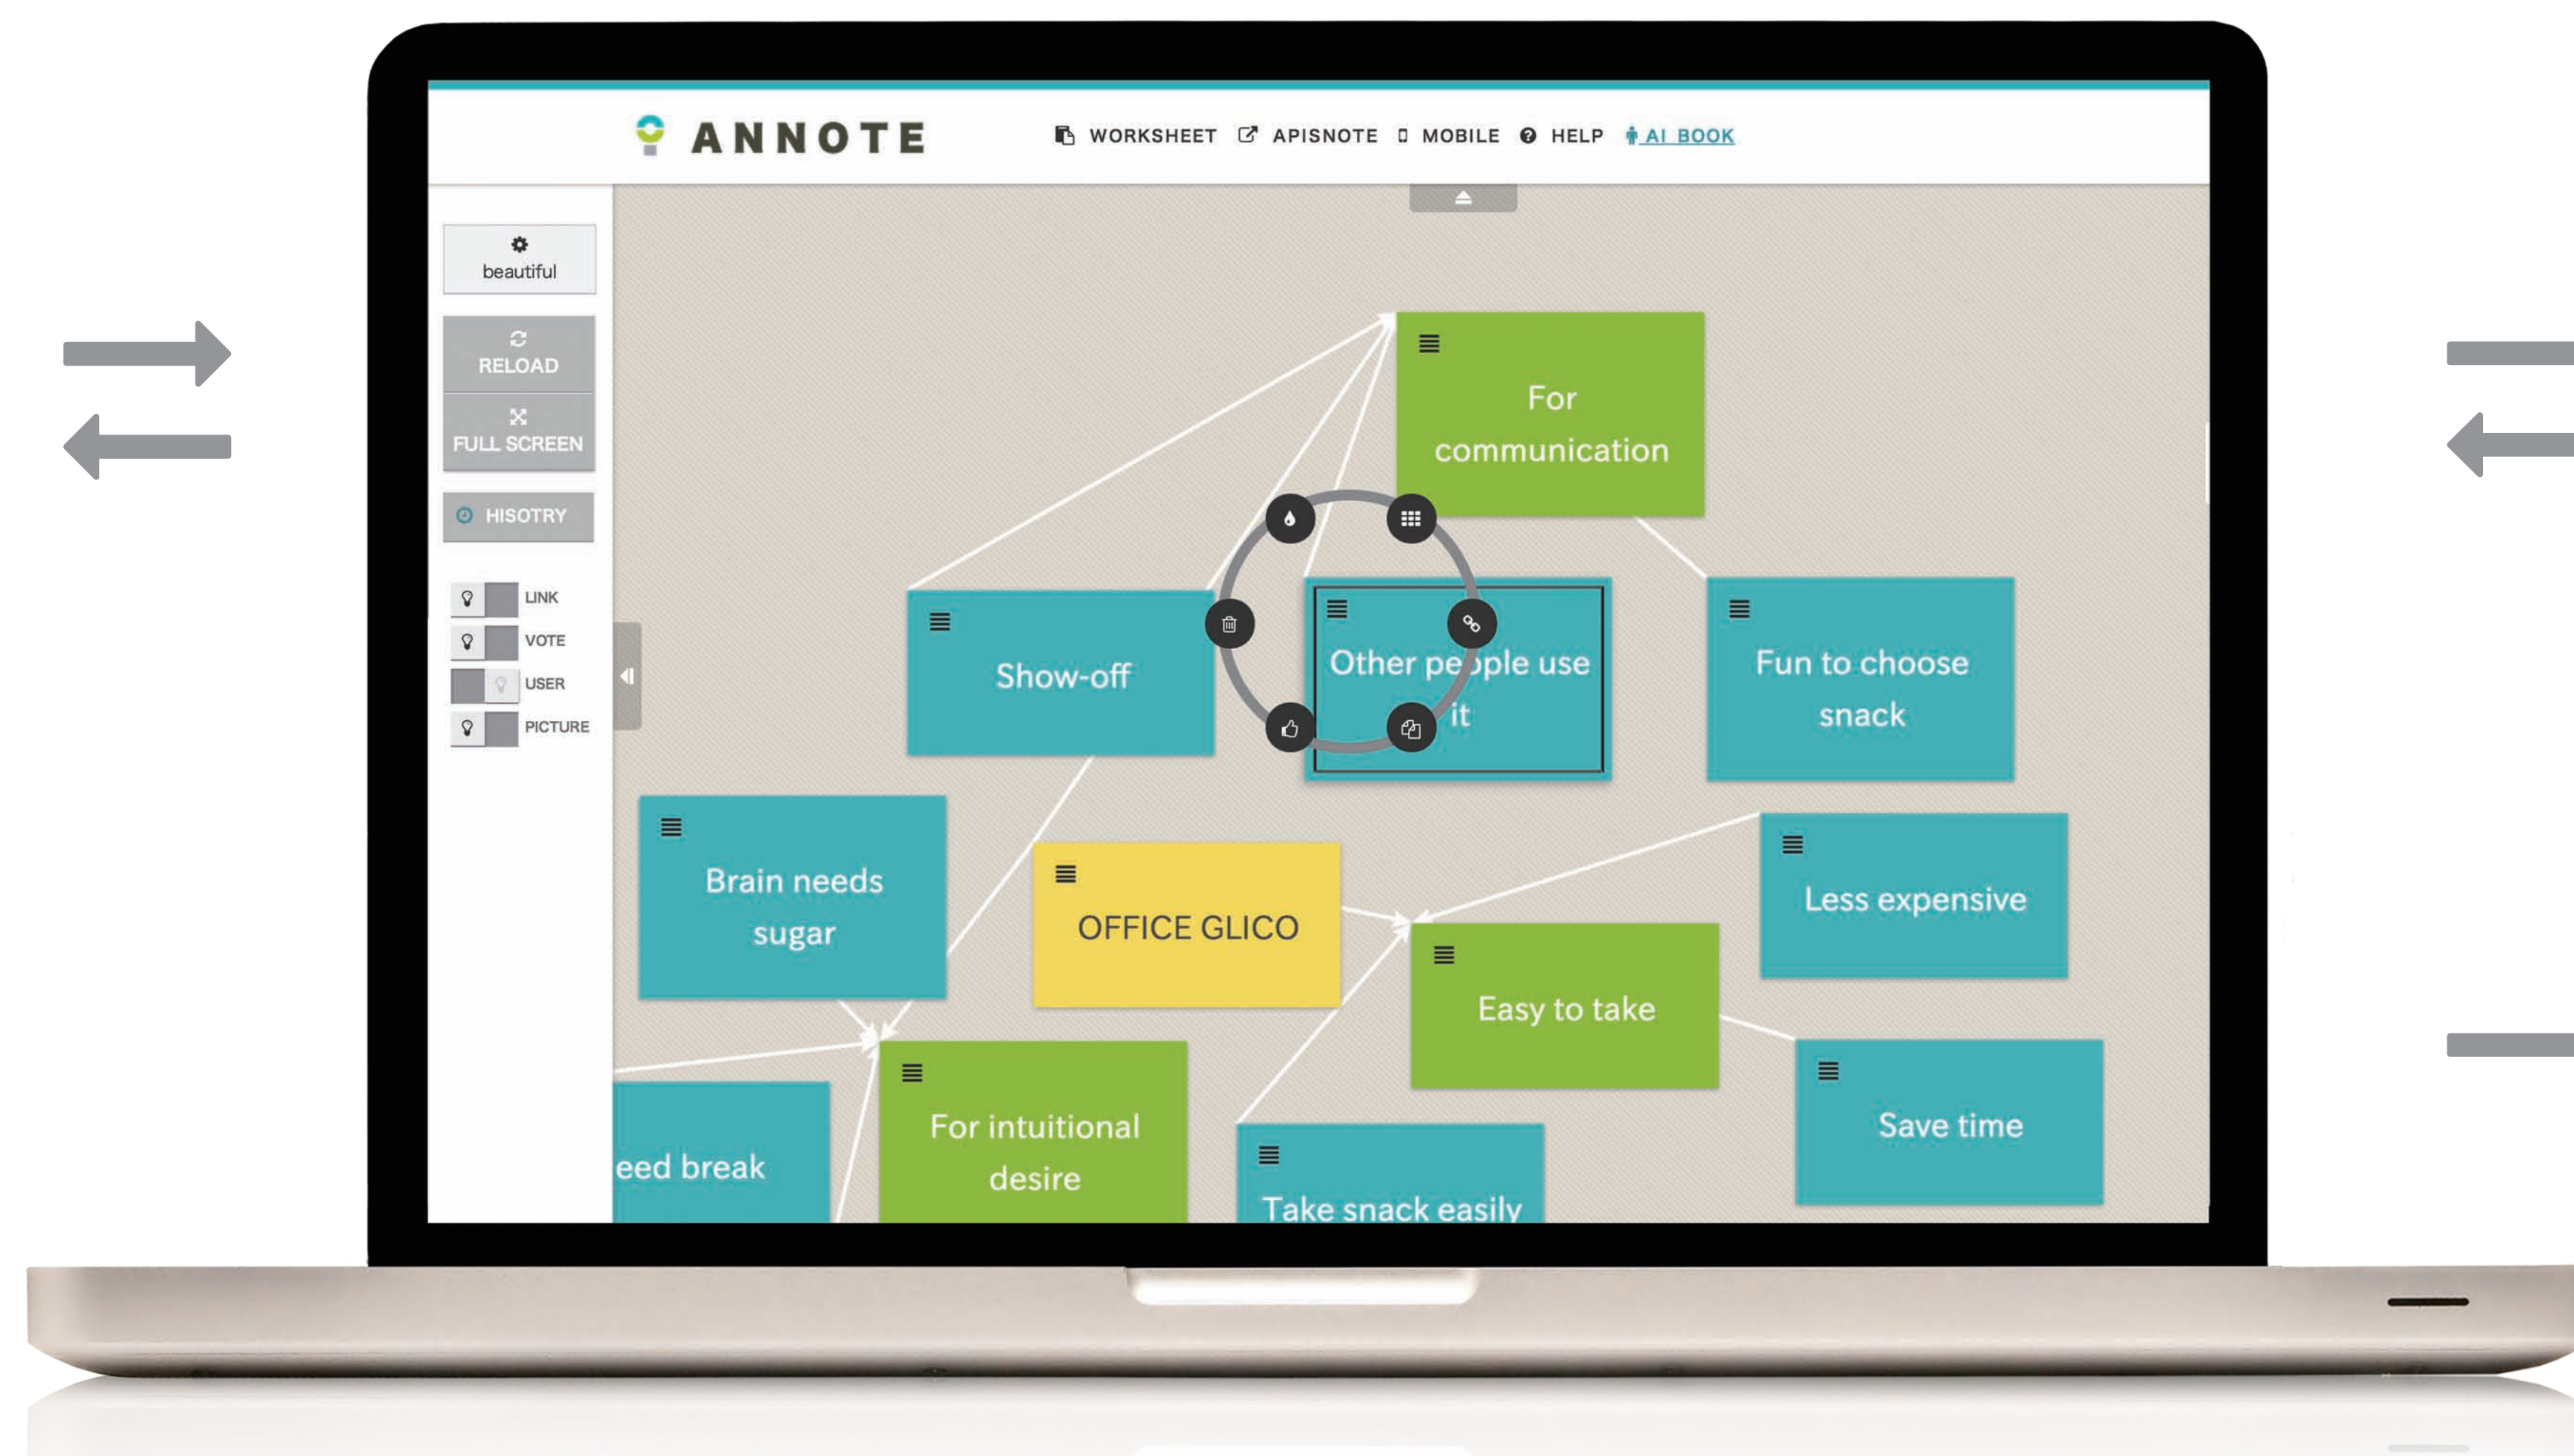 ANNOTE
WORKSHEET APISNOTE MOBILE HELP AI BOOK
beautiful
RELOAD
FULL SCREEN
HISOTRY
LINK
VOTE
USER
PICTURE
For
communication
Show-off
Other people use
it
Fun to choose
snack
Brain needs
sugar
OFFICE GLICO
Less expensive
Easy to take
For intuitional
desire
Save time
eed break
Take snack easily